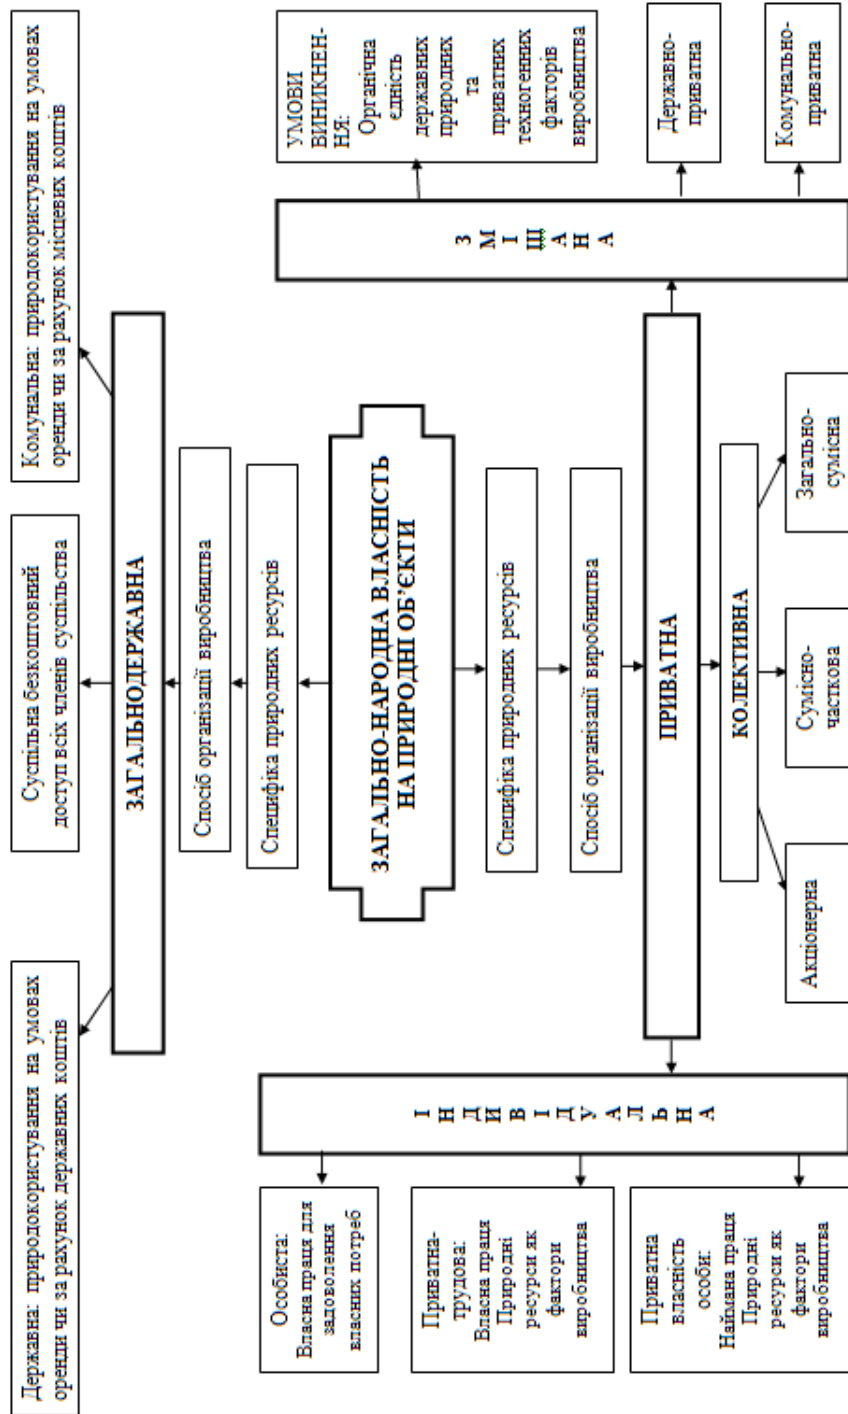 Державна: природокористування на умовах
оренди чи за рахунок державних коштів
Суспільна безкоштовний
доступ всіх членів суспільства
Комунальна: природокористування на умовах
оренди чи за рахунок місцевих коштів
ЗАГАЛЬНОДЕРЖАВНА
Спосіб організації виробництва
Специфіка природних ресурсів
ЗАГАЛЬНО-НАРОДНА ВЛАСНІСТЬ
НА ПРИРОДНІ ОБ’ЄКТИ
Специфіка природних ресурсів
Спосіб організації виробництва
ПРИВАТНА
І
Н
Д
И
В
І
Д
У
А
Л
Ь
Н
А
Особиста:
Власна праця для
задоволення
власних потреб
Приватна-
трудова:
Власна праця
Природні
ресурси як
фактори
виробництва
Приватна
власність
особи:
Наймана праця
Природні
ресурси як
фактори
виробництва
КОЛЕКТИВНА
Акціонерна
Сумісно-
часткова
Загально-
сумісна
З
М
І
Ш
А
Н
А
УМОВИ
ВИНИКНЕН-
НЯ:
Органічна
єдність
державних
природних
та
приватних
техногенних
факторів
виробництва
Державно-
приватна
Комунально-
приватна